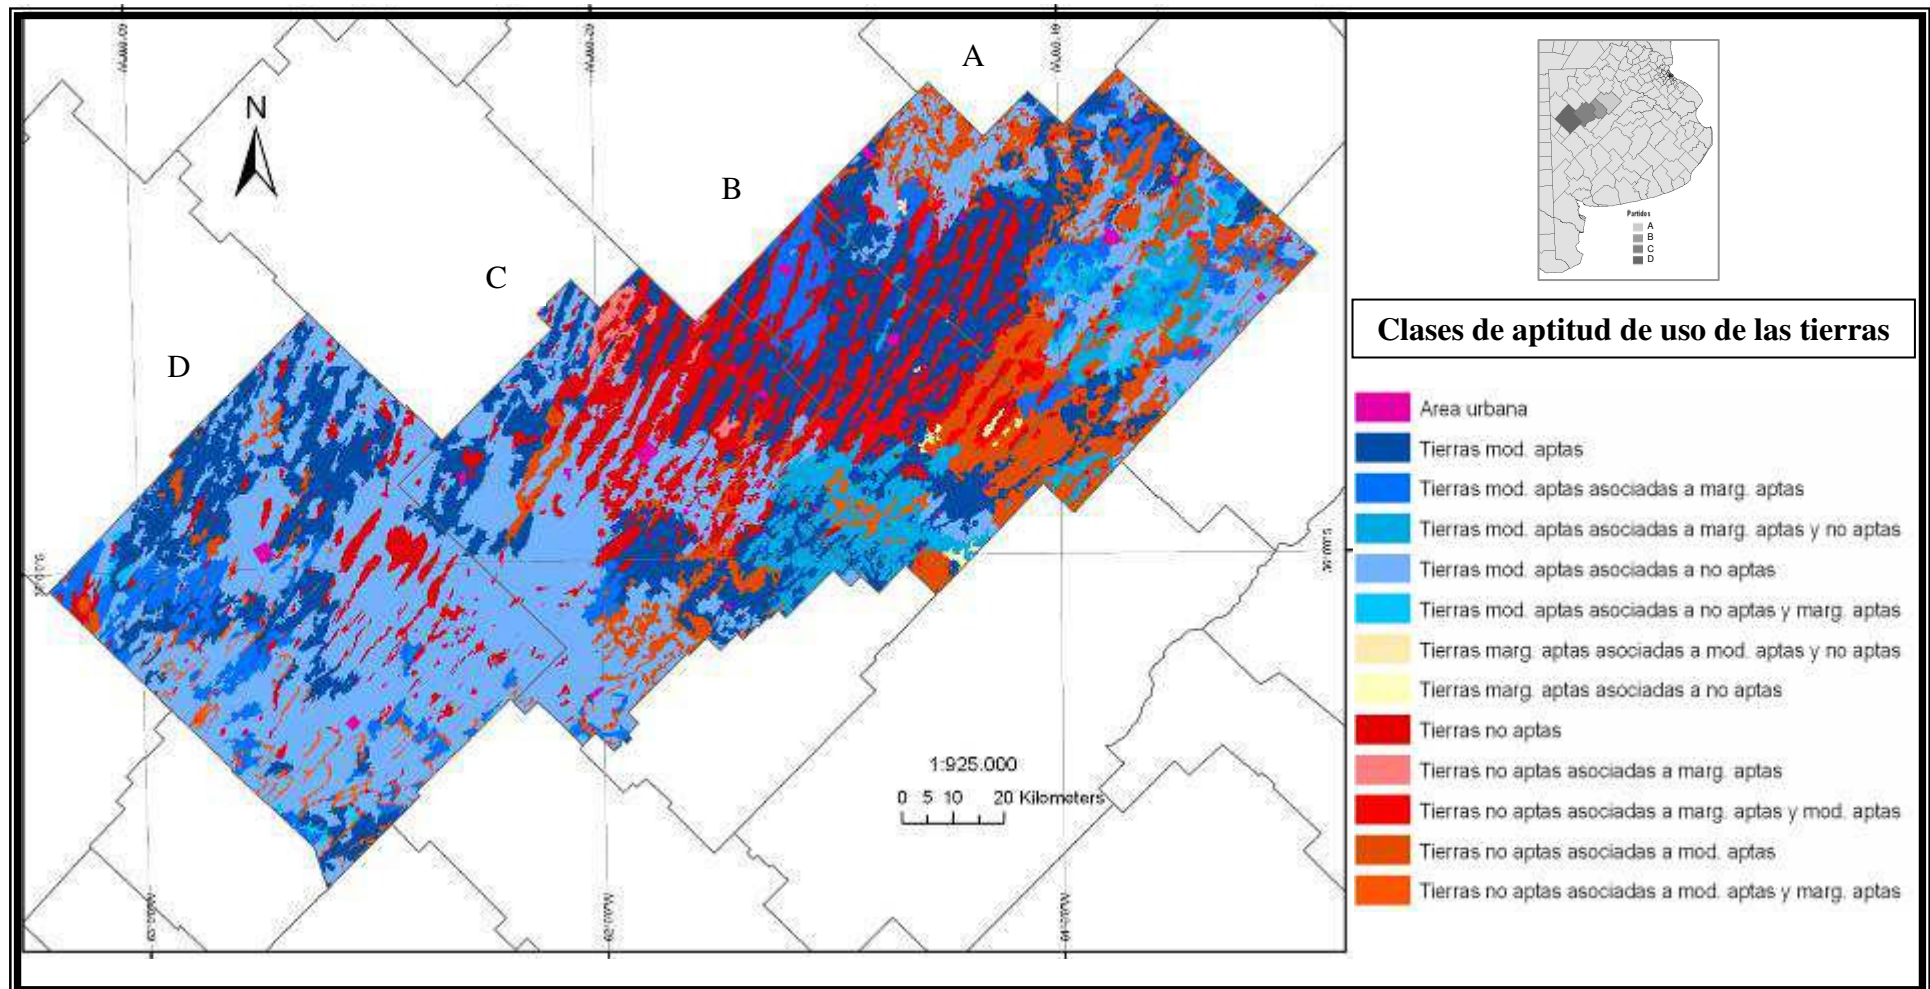 A
B
C
D
N
1:925.000
0 5 10 20 Kilometers
63°0'0"W
Partidos
A
B
C
D
Clases de aptitud de uso de las tierras
Area urbana
Tierras mod. aptas
Tierras mod. aptas asociadas a marg. aptas
Tierras mod. aptas asociadas a marg. aptas y no aptas
Tierras mod. aptas asociadas a no aptas
Tierras mod. aptas asociadas a no aptas y marg. aptas
Tierras marg. aptas asociadas a mod. aptas y no aptas
Tierras marg. aptas asociadas a no aptas
Tierras no aptas
Tierras no aptas asociadas a marg. aptas
Tierras no aptas asociadas a marg. aptas y mod. aptas
Tierras no aptas asociadas a mod. aptas
Tierras no aptas asociadas a mod. aptas y marg. aptas